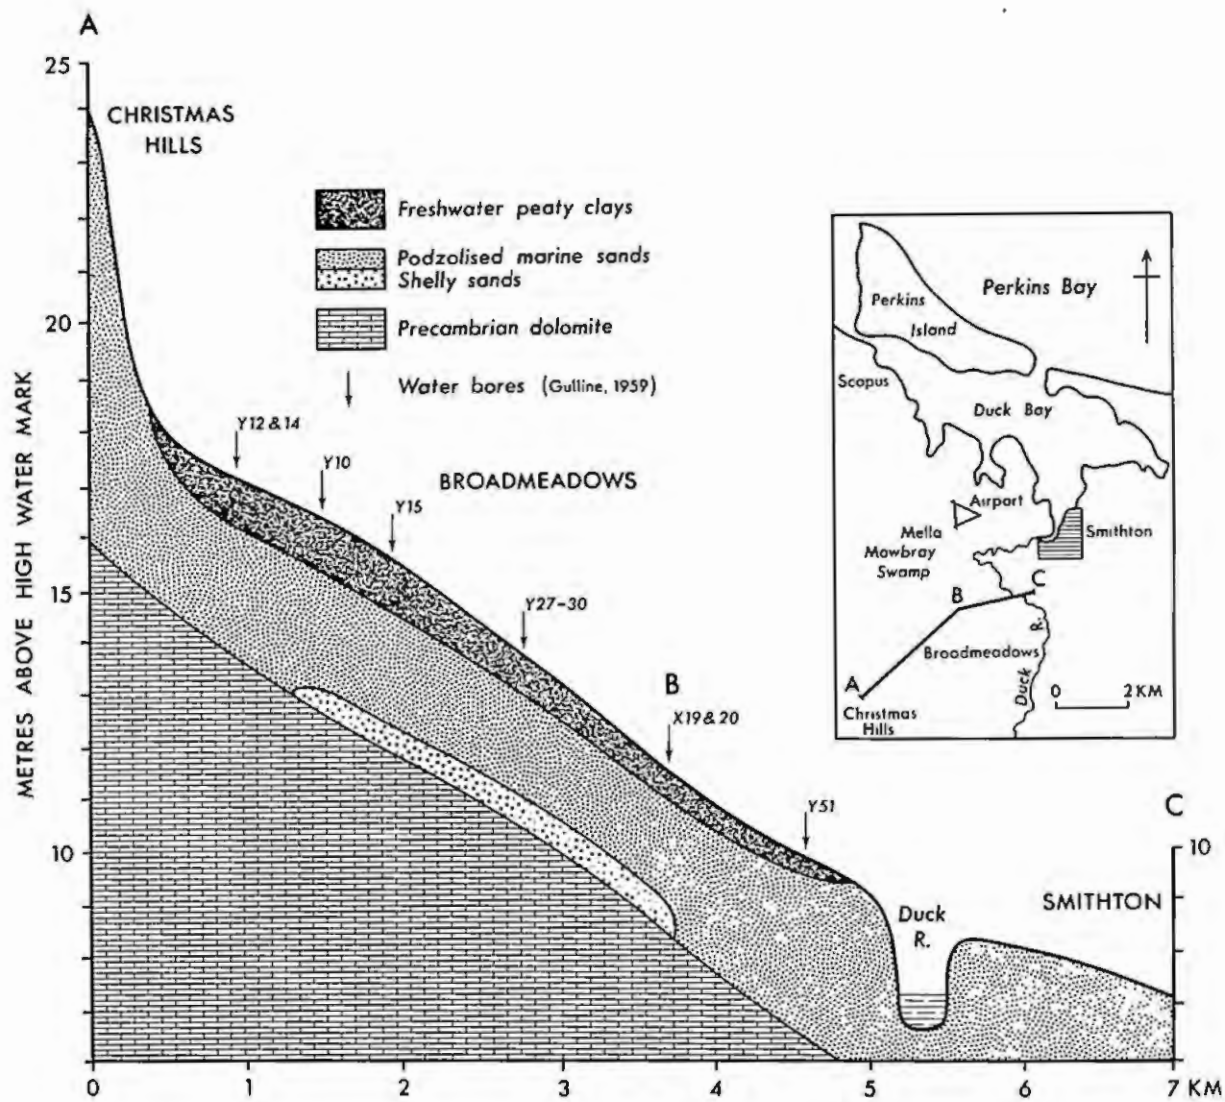 A
25
CHRISTMAS
HILLS
Freshwater peaty clays
Podzolised marine sands
Shelly sands
Precambrian dolomite
Water bores (Gulline, 1959)
20
15
10
METRES ABOVE HIGH WATER MARK
Y12 & 14
Y10
Y15
BROADMEADOWS
Y27-30
B
X19 & 20
Y51
C
10
Duck
R.
SMITHTON
0
1
2
3
4
5
6
7 KM
Perkins Bay
Perkins
Island
Scopus
Duck Bay
Airport
Smithton
Mella
Mowbray
Swamp
B
C
R.
Broadmeadows
Duck
A
Christmas
Hills
0 2 KM